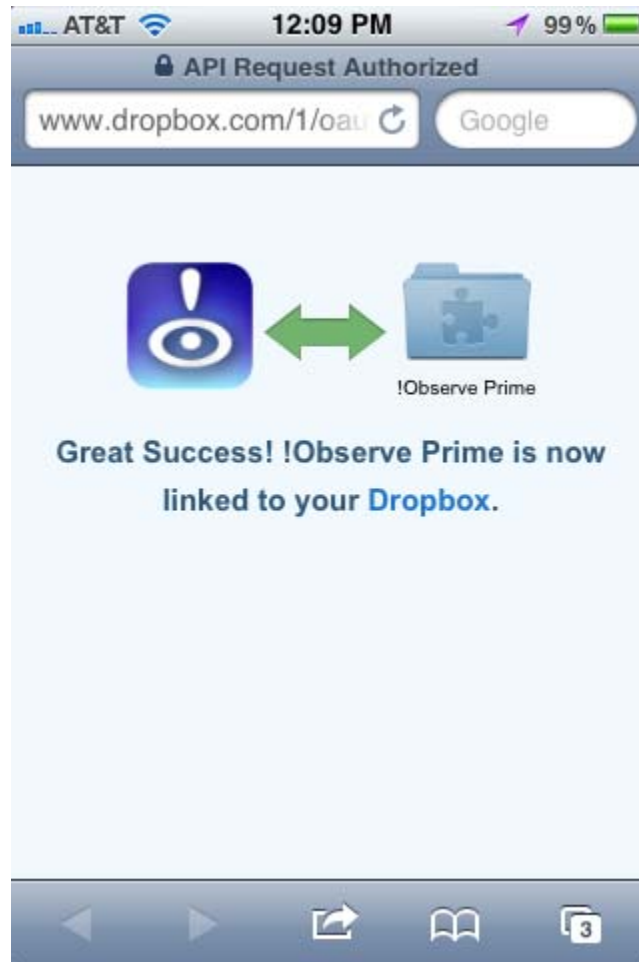 AT&T 12:09 PM 99%
API Request Authorized
www.dropbox.com/1/oau Google
!Observe Prime
Great Success! !Observe Prime is now
linked to your Dropbox.
3